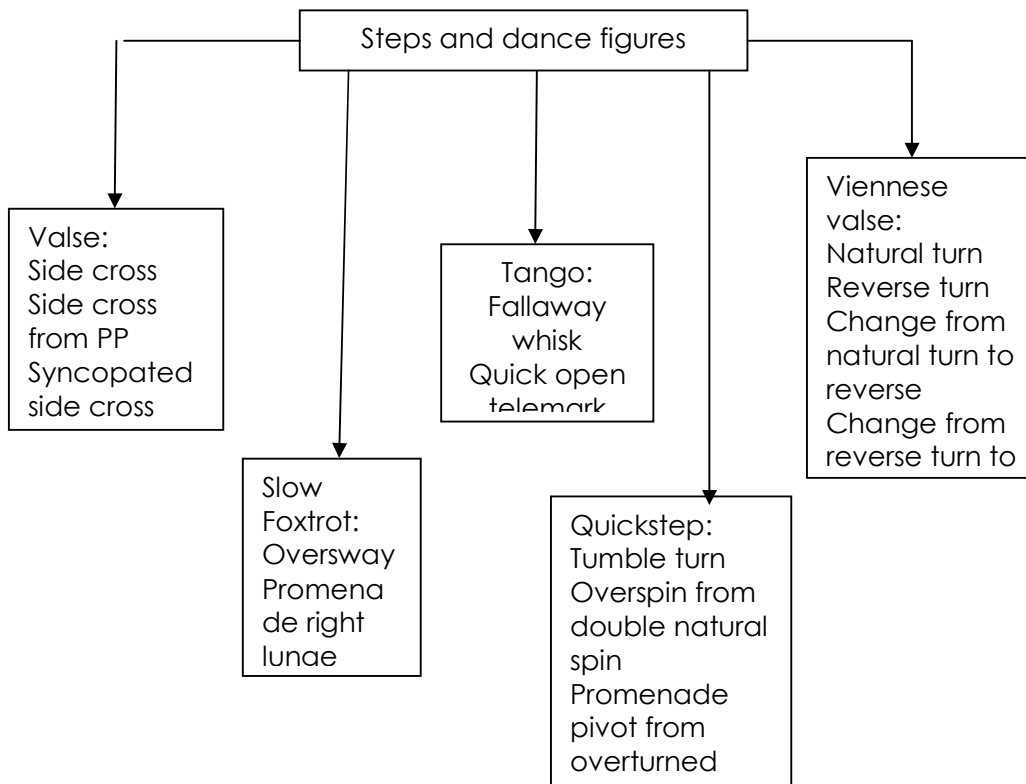 Steps and dance figures
Valse:
Side cross
Side cross
from PP
Syncopated
side cross
Slow
Foxtrot:
Oversway
Promena
de right
lunge
Tango:
Fallaway
whisk
Quick open
telemark
Quickstep:
Tumble turn
Overspin from
double natural
spin
Promenade
pivot from
overturned
Viennese
valse:
Natural turn
Reverse turn
Change from
natural turn to
reverse
Change from
reverse turn to